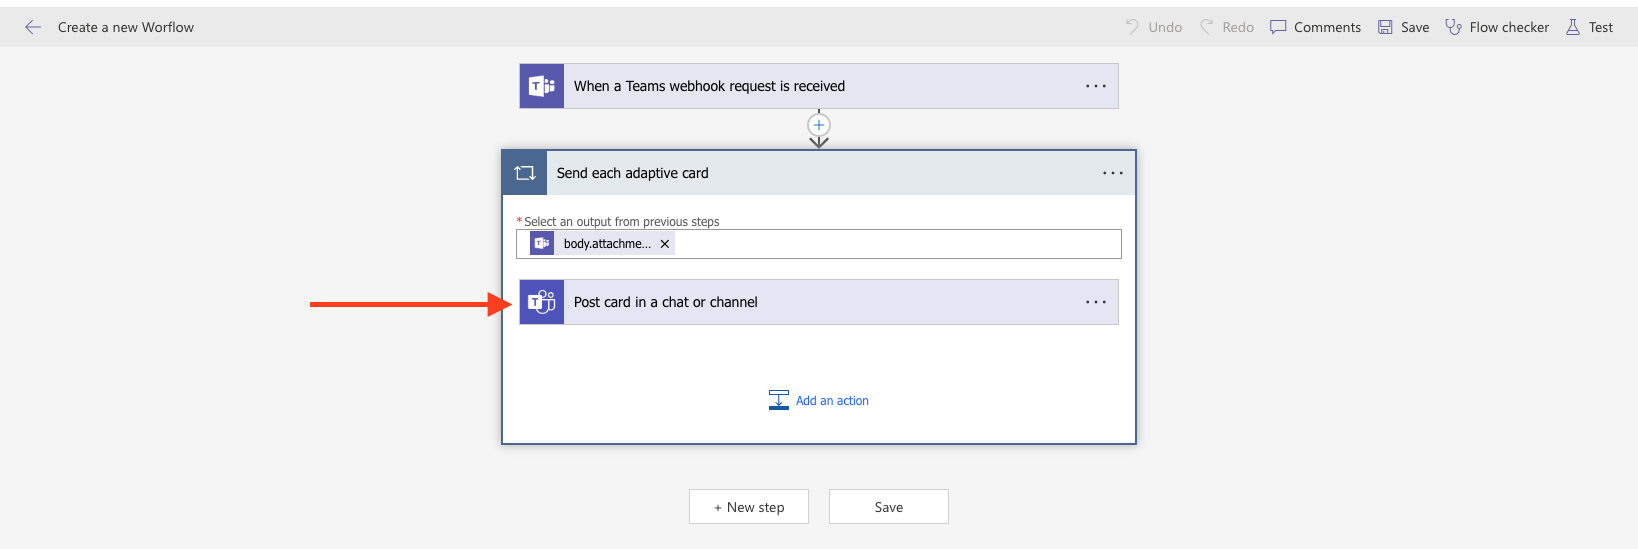 Create a new Worflow
Undo
Redo
Comments
Save
Flow checker
Test
When a Teams webhook request is received
Send each adaptive card
* Select an output from previous steps
body.attachme...
Post card in a chat or channel
Add an action
+ New step
Save